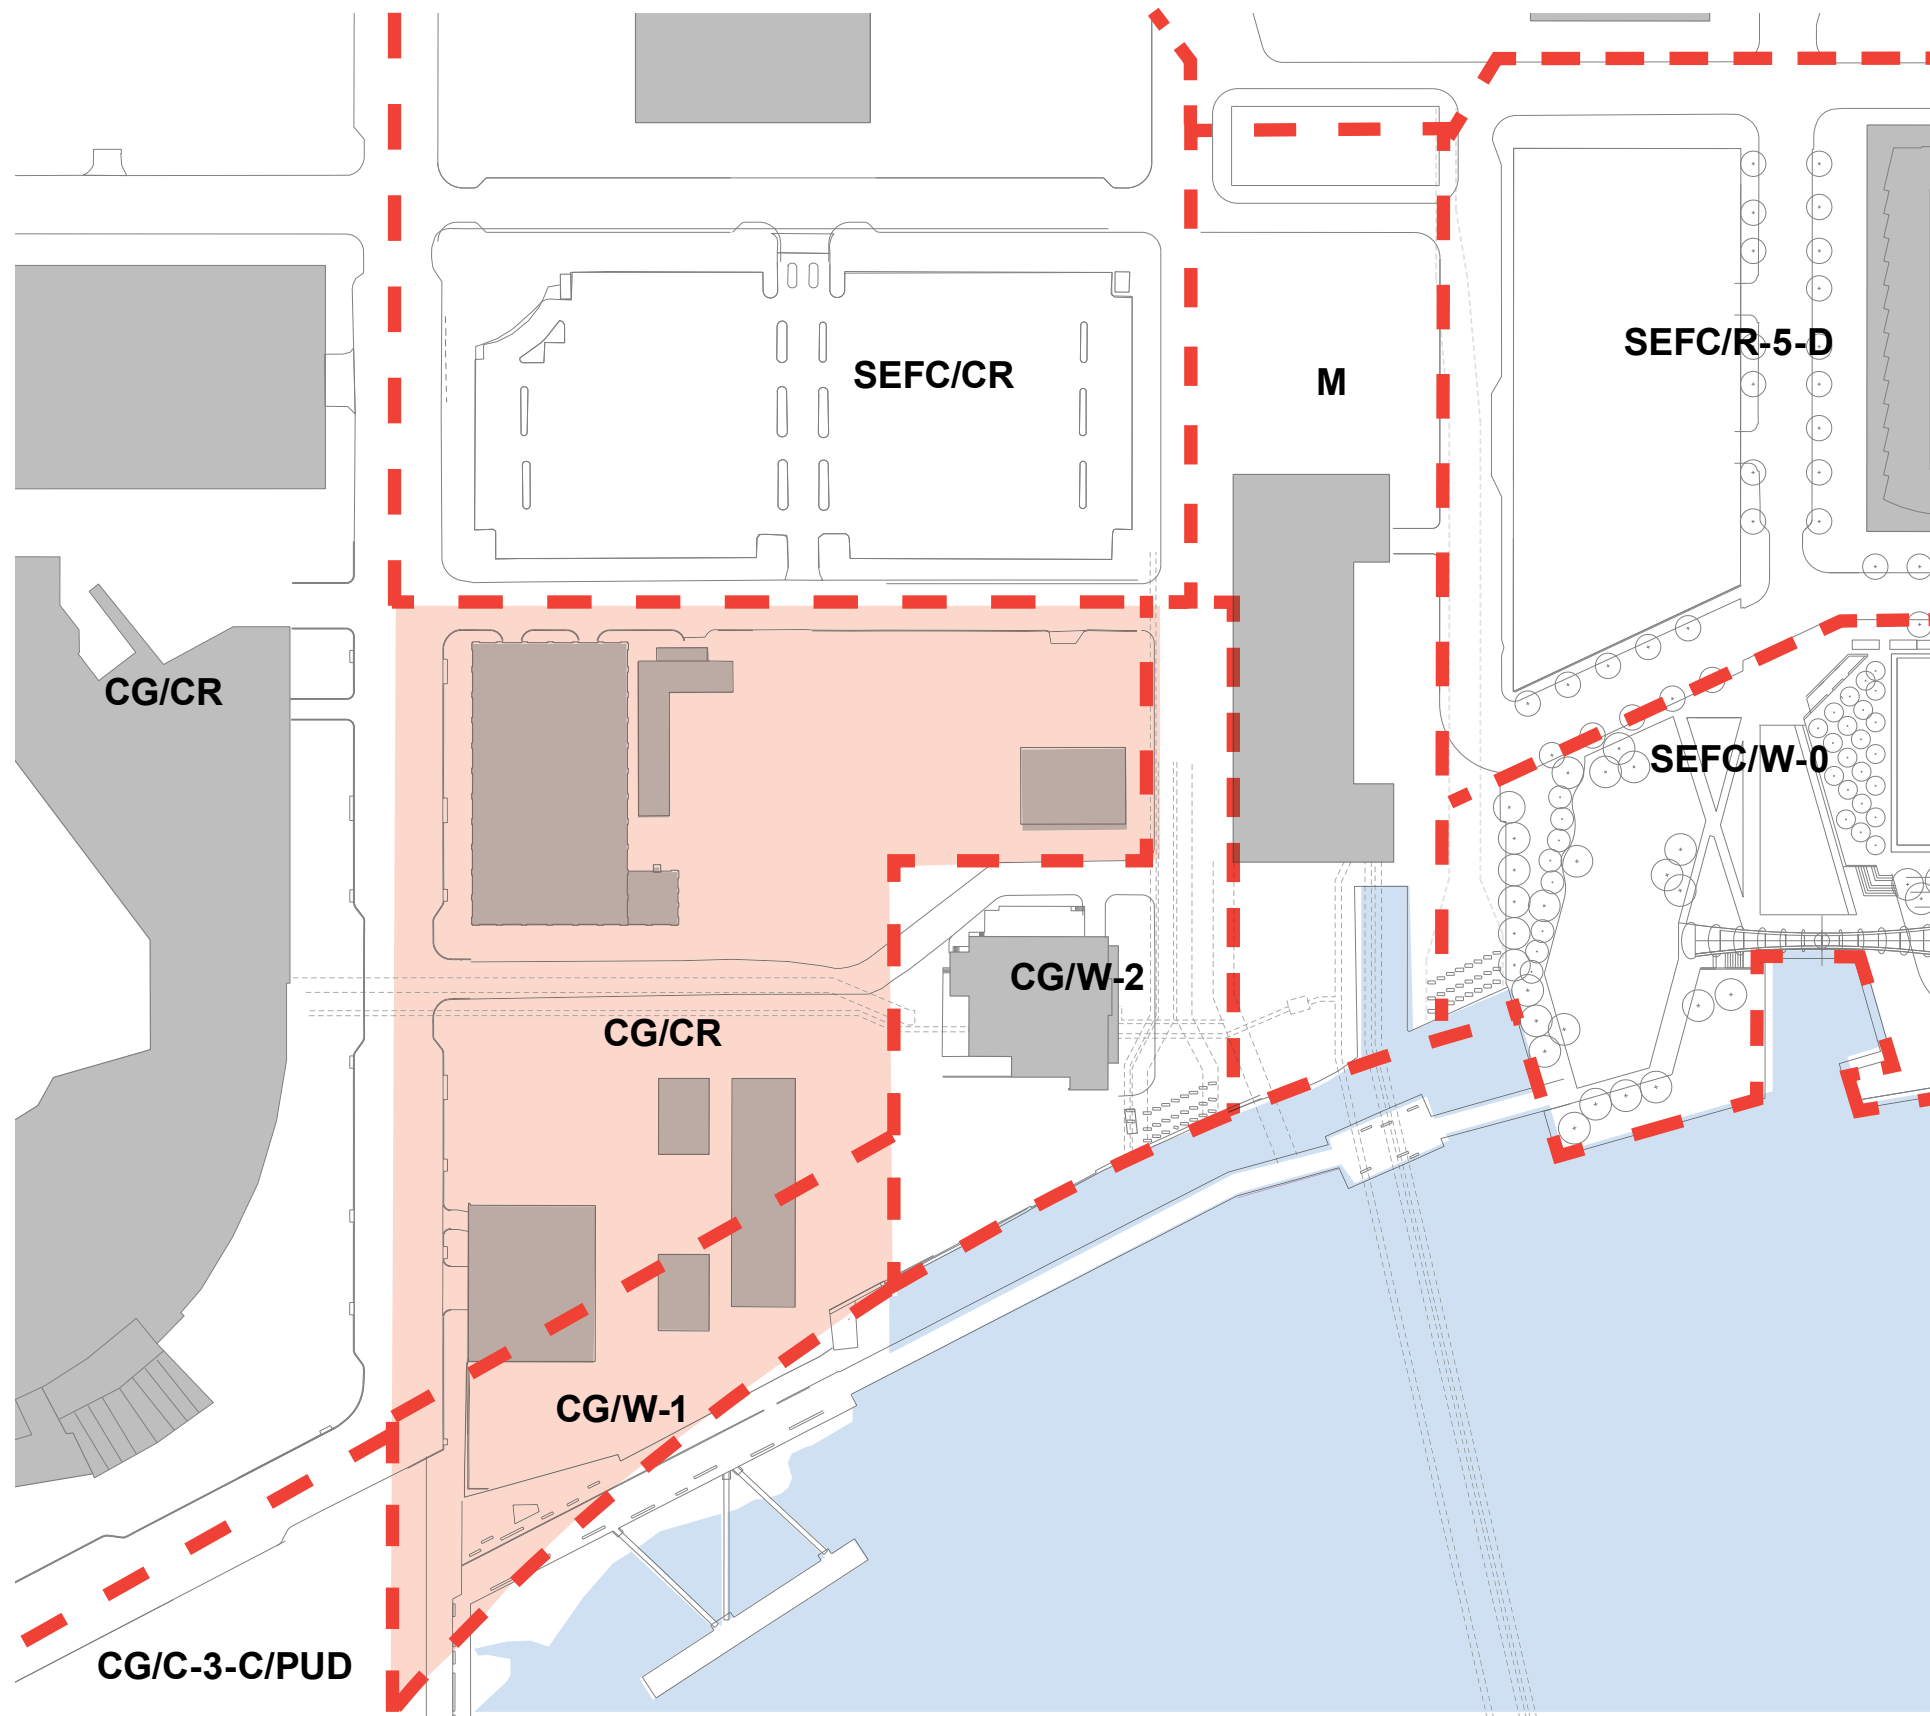 SEFC/CR
M
SEFC/R-5-D
CG/CR
SEFC/W-0
CG/W-2
CG/CR
CG/W-1
CG/C-3-C/PUD